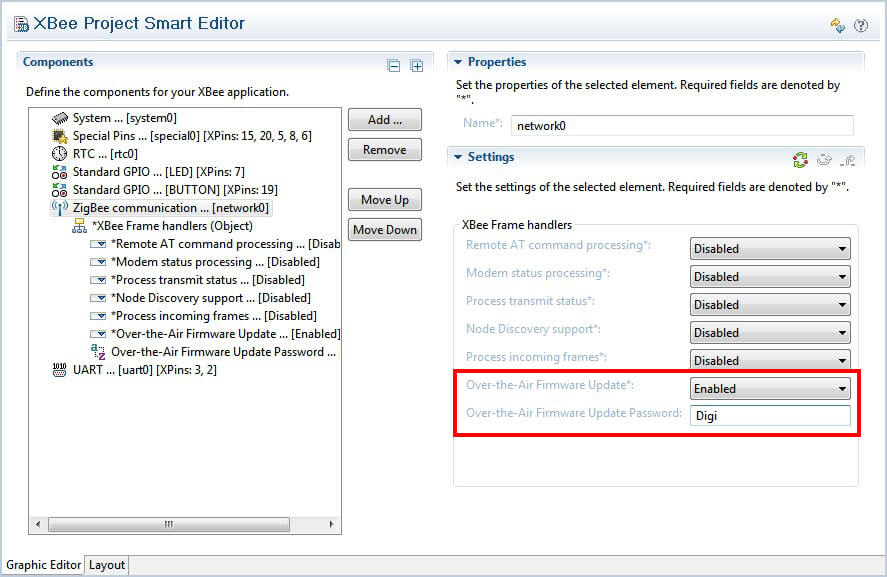 XBee Project Smart Editor
Components
Define the components for your XBee application.
System ... [system0]
Special Pins ... [special0] [XPins: 15, 20, 5, 8, 6]
RTC ... [rtc0]
Standard GPIO ... [LED] [XPins: 7]
Standard GPIO ... [BUTTON] [XPins: 19]
ZigBee communication ... [network0]
*XBee Frame handlers (Object)
*Remote AT command processing ... [Disab
*Modem status processing ... [Disabled]
*Process transmit status ... [Disabled]
*Node Discovery support ... [Disabled]
*Process incoming frames ... [Disabled]
*Over-the-Air Firmware Update ... [Enabled]
Over-the-Air Firmware Update Password ...
UART ... [uart0] [XPins: 3, 2]
Add ...
Remove
Move Up
Move Down
Properties
Set the properties of the selected element. Required fields are denoted by
"*".
Name*: network0
Settings
Set the settings of the selected element. Required fields are denoted by "*".
XBee Frame handlers
Remote AT command processing*: Disabled
Modem status processing*: Disabled
Process transmit status*: Disabled
Node Discovery support*: Disabled
Process incoming frames*: Disabled
Over-the-Air Firmware Update*: Enabled
Over-the-Air Firmware Update Password: Digi
Graphic Editor Layout